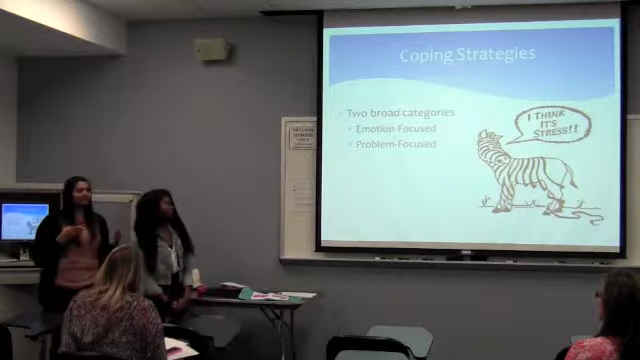 Coping Strategies
Two broad categories
Emotion-Focused
Problem-Focused
I THINK
IT'S
STRESS!!